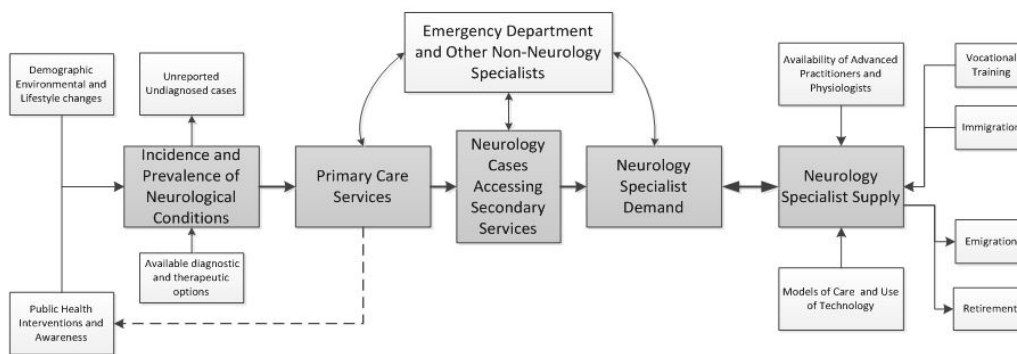 Demographic
Environmental and
Lifestyle changes
Unreported
Undiagnosed cases
Emergency Department
and Other Non-Neurology
Specialists
Availability of Advanced
Practitioners and
Physiologists
Vocational
Training
Immigration
Incidence and
Prevalence of
Neurological
Conditions
Primary Care
Services
Neurology
Cases
Accessing
Secondary
Services
Neurology
Specialist
Demand
Neurology
Specialist Supply
Emigration
Retirement
Available diagnostic
and therapeutic
options
Public Health
Interventions and
Awareness
Models of Care and Use
of Technology